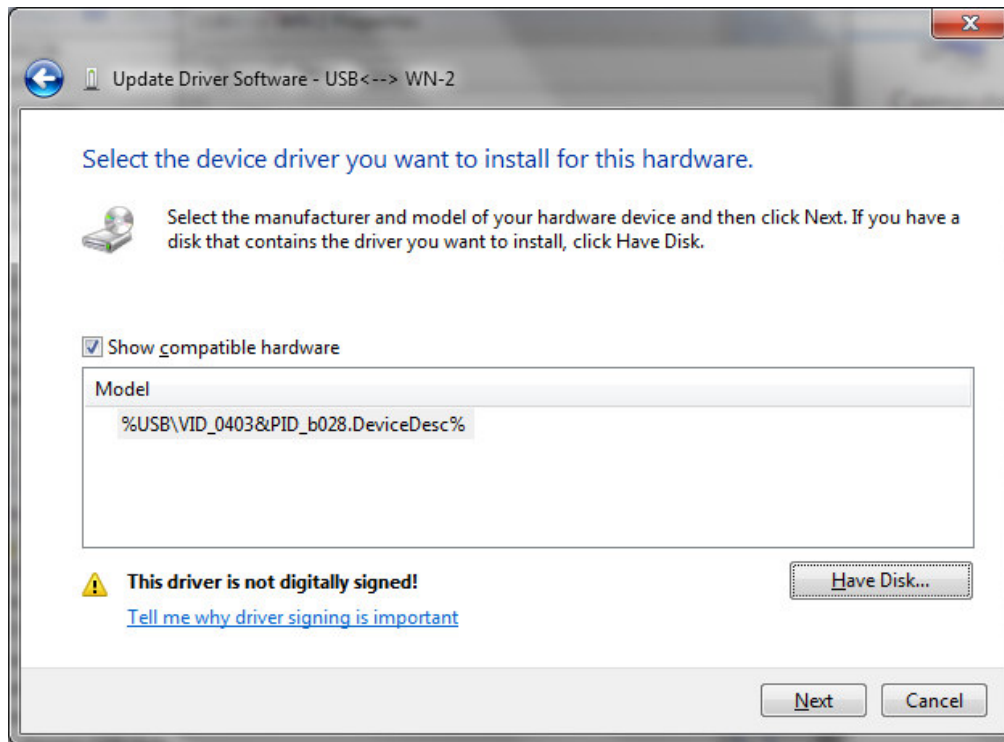 Update Driver Software - USB<--> WN-2
Select the device driver you want to install for this hardware.
Select the manufacturer and model of your hardware device and then click Next. If you have a
disk that contains the driver you want to install, click Have Disk.
Show compatible hardware
Model
%USB\VID_0403&PID_b028.DeviceDesc%
This driver is not digitally signed!
Have Disk...
Tell me why driver signing is important
Next
Cancel